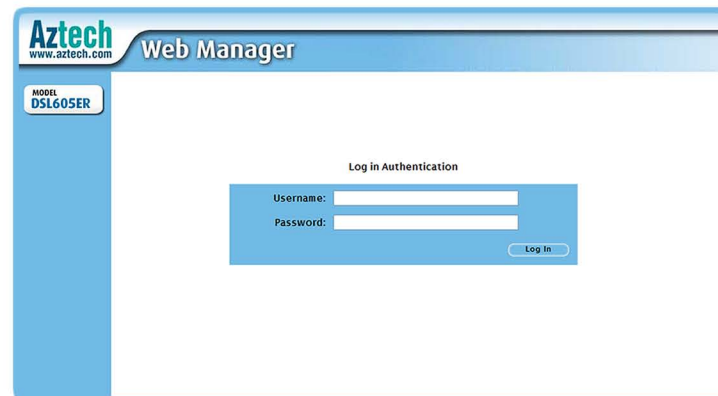 Aztech
www.aztech.com
Web Manager
MODEL
DSL605ER
Log in Authentication
Username:
Password:
Log In